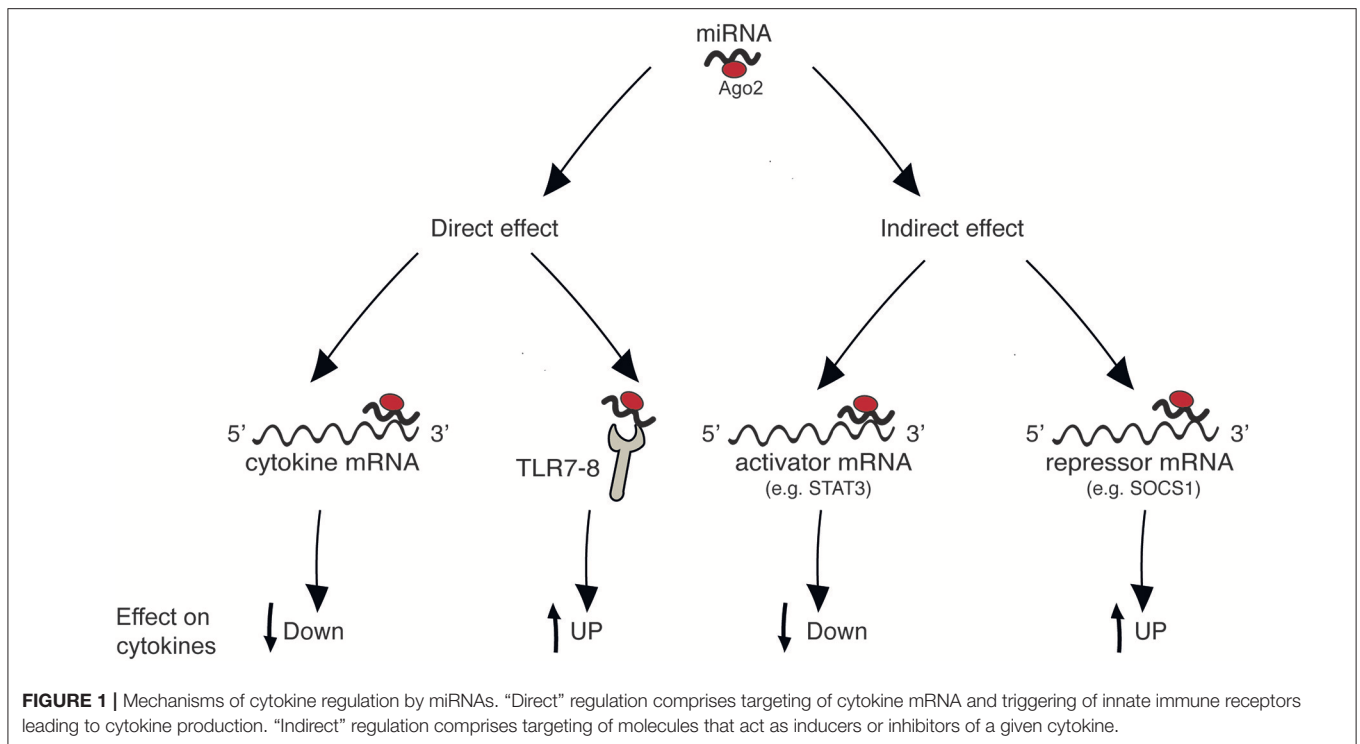 miRNA
Ago2
Direct effect
Indirect effect
5’ 3’
cytokine mRNA
TLR7-8
5’ 3’
activator mRNA
(e.g. STAT3)
5’ 3’
repressor mRNA
(e.g. SOCS1)
Effect on
cytokines
Down
UP
Down
UP
FIGURE 1 | Mechanisms of cytokine regulation by miRNAs. “Direct” regulation comprises targeting of cytokine mRNA and triggering of innate immune receptors
leading to cytokine production. “Indirect” regulation comprises targeting of molecules that act as inducers or inhibitors of a given cytokine.